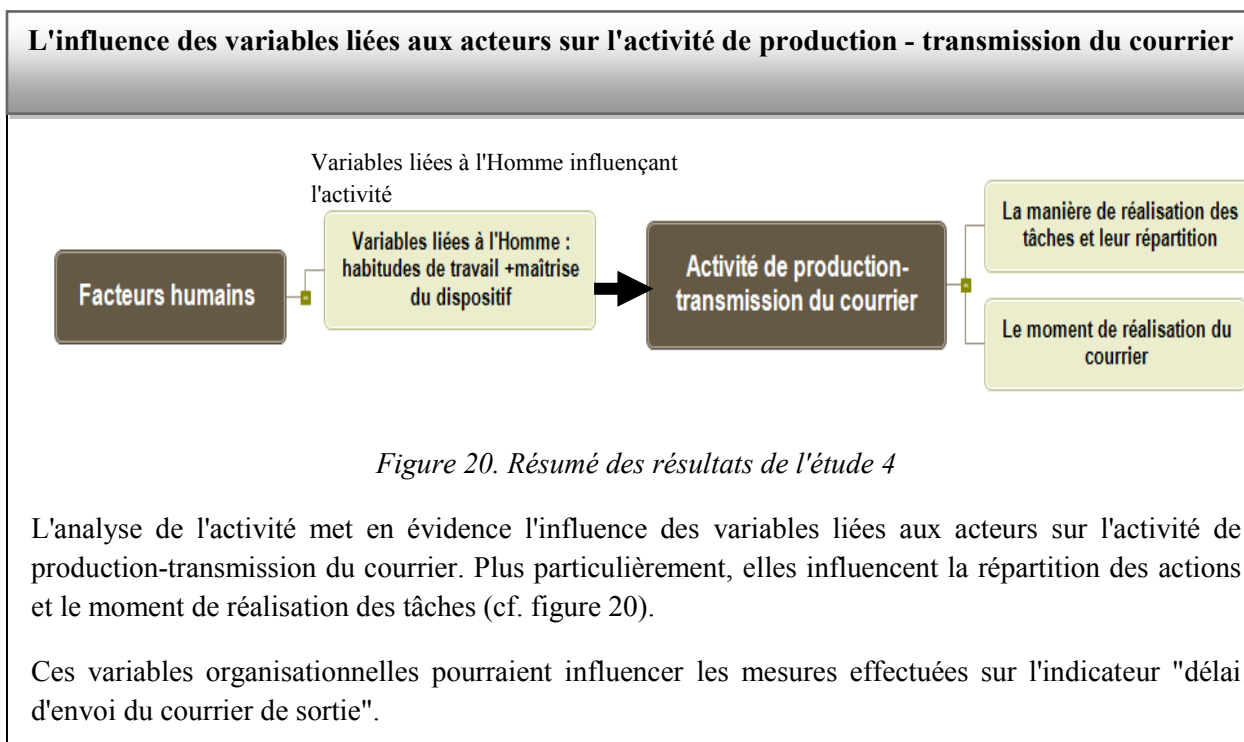 L'influence des variables liées aux acteurs sur l'activité de production - transmission du courrier
Variables liées à l'Homme influençant
l'activité
Facteurs humains
Variables liées à l'Homme :
habitudes de travail +maîtrise
du dispositif
Activité de production-
transmission du courrier
La manière de réalisation des
tâches et leur répartition
Le moment de réalisation du
courrier
Figure 20. Résumé des résultats de l'étude 4
L'analyse de l'activité met en évidence l'influence des variables liées aux acteurs sur l'activité de
production-transmission du courrier. Plus particulièrement, elles influencent la répartition des actions
et le moment de réalisation des tâches (cf. figure 20).
Ces variables organisationnelles pourraient influencer les mesures effectuées sur l'indicateur "délai
d'envoi du courrier de sortie".